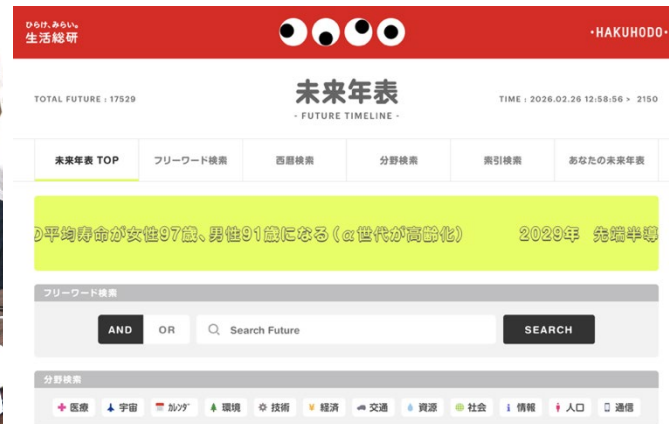 ひらけ、みらい。
生活総研
·HAKUHODO·
TOTAL FUTURE : 17529
未来年表
- FUTURE TIMELINE -
TIME : 2026.02.26 12:58:56 > 2150
未来年表 TOP
フリーワード検索
西暦検索
分野検索
索引検索
あなたの未来年表
の平均寿命が女性97歳、男性91歳になる(α世代が高齢化) 2029年 先端半導
フリーワード検索
AND
OR
Search Future
SEARCH
分野検索
医療 宇宙 カレンダー 環境 技術 経済 交通 資源 社会 情報 人口 通信